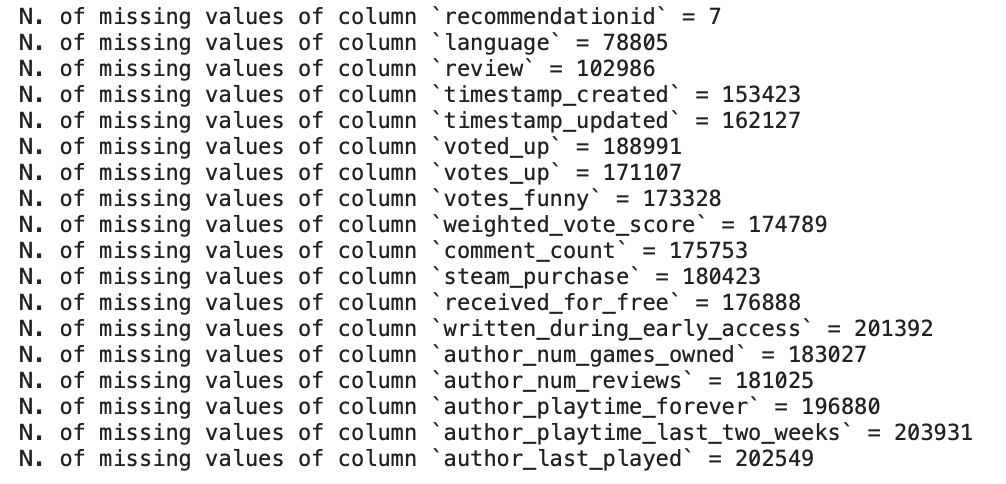 N. of missing values of column `recommendationid` = 7
N. of missing values of column `language` = 78805
N. of missing values of column `review` = 102986
N. of missing values of column `timestamp_created` = 153423
N. of missing values of column `timestamp_updated` = 162127
N. of missing values of column `voted_up` = 188991
N. of missing values of column `votes_up` = 171107
N. of missing values of column `votes_funny` = 173328
N. of missing values of column `weighted_vote_score` = 174789
N. of missing values of column `comment_count` = 175753
N. of missing values of column `steam_purchase` = 180423
N. of missing values of column `received_for_free` = 176888
N. of missing values of column `written_during_early_access` = 201392
N. of missing values of column `author_num_games_owned` = 183027
N. of missing values of column `author_num_reviews` = 181025
N. of missing values of column `author_playtime_forever` = 196880
N. of missing values of column `author_playtime_last_two_weeks` = 203931
N. of missing values of column `author_last_played` = 202549